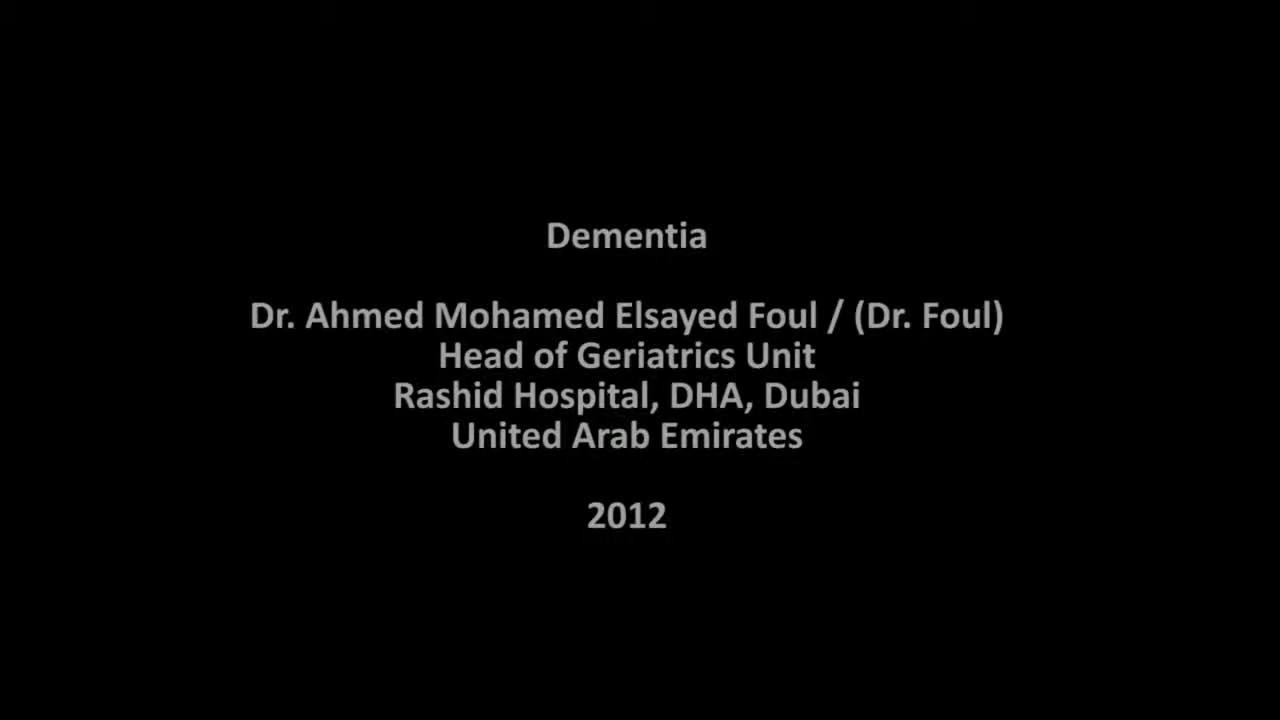 Dementia
Dr. Ahmed Mohamed Elsayed Foul / (Dr. Foul)
Head of Geriatrics Unit
Rashid Hospital, DHA, Dubai
United Arab Emirates
2012